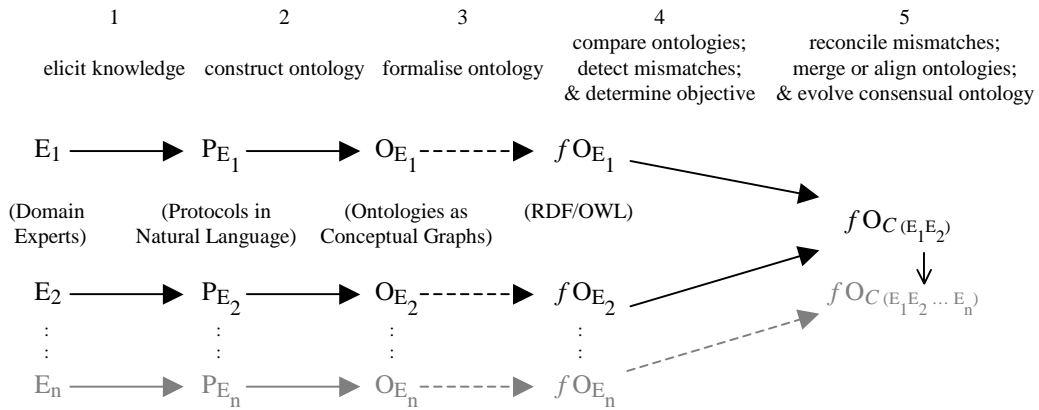 1 2 3 4 5
elicit knowledge construct ontology formalise ontology compare ontologies; detect mismatches; & determine objective reconcile mismatches; merge or align ontologies; & evolve consensual ontology
E1 PE1 OE1 fOE1
(Domain Experts) (Protocols in Natural Language) (Ontologies as Conceptual Graphs) (RDF/OWL)
fOC (E1E2)
E2 PE2 OE2 fOE2
fOC (E1E2 ... En)
: : : :
: : : :
En PEn OEn fOEn